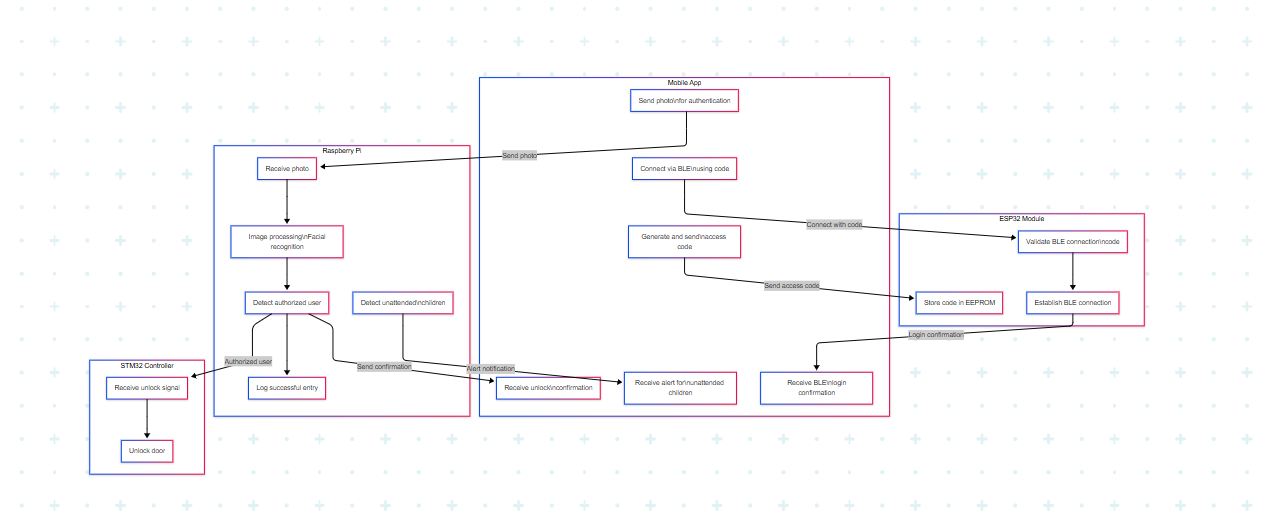 Mobile App
Send photo\nfor authentication
Raspberry Pi
Send photo
Receive photo
Connect via BLE\nusing code
ESP32 Module
Connect with code
Image processing\nFacial
recognition
Generate and send\naccess
code
Validate BLE connection\ncode
Send access code
Detect authorized user
Detect unattended\nchildren
Store code in EEPROM
Establish BLE connection
Login confirmation
STM32 Controller
Authorized user
Send confirmation
Alert notification
Receive unlock signal
Log successful entry
Receive unlock\nconfirmation
Receive alert for\nunattended
children
Receive BLE\nlogin
confirmation
Unlock door